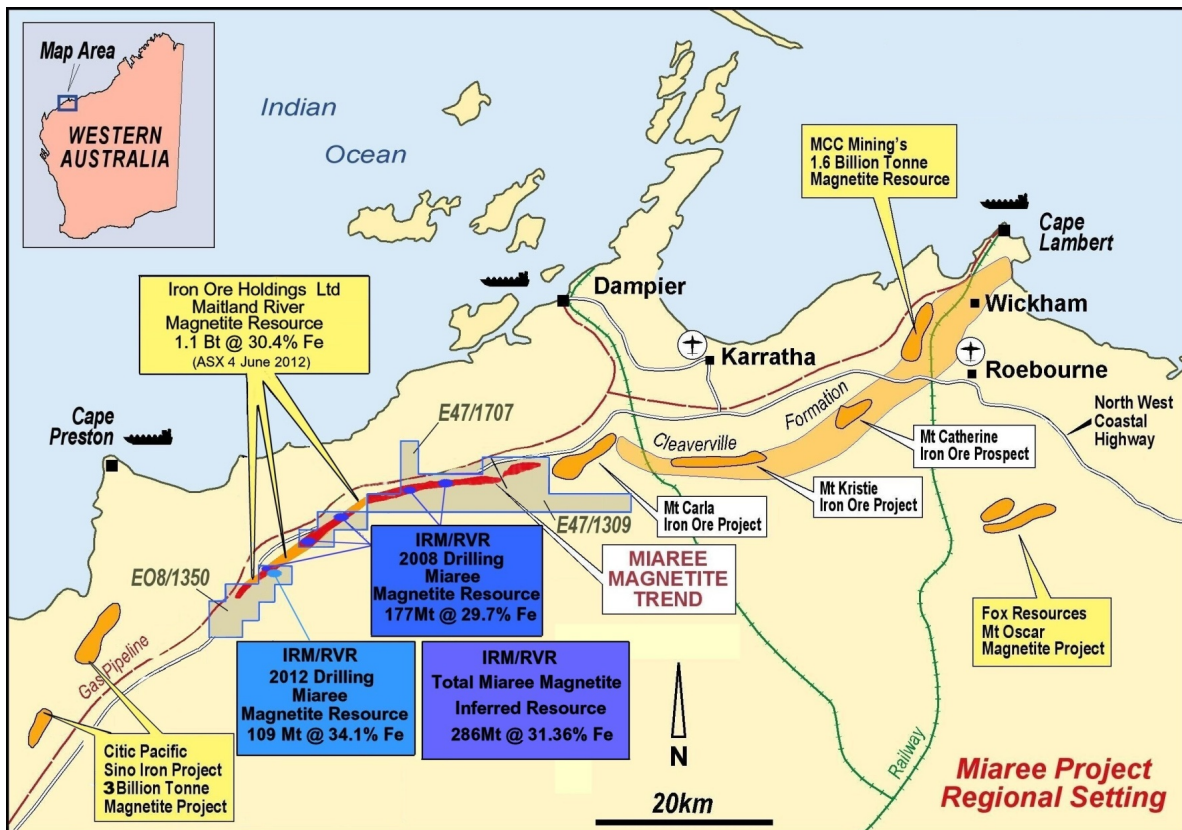 Map Area
WESTERN
AUSTRALIA
Indian
Ocean
MCC Mining's
1.6 Billion Tonne
Magnetite Resource
Cape
Lambert
Iron Ore Holdings Ltd
Maitland River
Magnetite Resource
1.1 Bt @ 30.4% Fe
(ASX 4 June 2012)
Dampier
Wickham
Karratha
Roebourne
North West
Coastal
Highway
Cape
Preston
E47/1707
Cleaverville
Formation
Mt Catherine
Iron Ore Prospect
Mt Kristie
Iron Ore Project
Mt Carla
Iron Ore Project
E47/1309
MIAREE
MAGNETITE
TREND
IRM/RVR
2008 Drilling
Miaree
Magnetite Resource
177Mt @ 29.7% Fe
EO8/1350
Gas Pipeline
Fox Resources
Mt Oscar
Magnetite Project
IRM/RVR
2012 Drilling
Miaree
Magnetite Resource
109 Mt @ 34.1% Fe
IRM/RVR
Total Miaree Magnetite
Inferred Resource
286Mt @ 31.36% Fe
Citic Pacific
Sino Iron Project
3Billion Tonne
Magnetite Project
N
20km
Railway
Miaree Project
Regional Setting